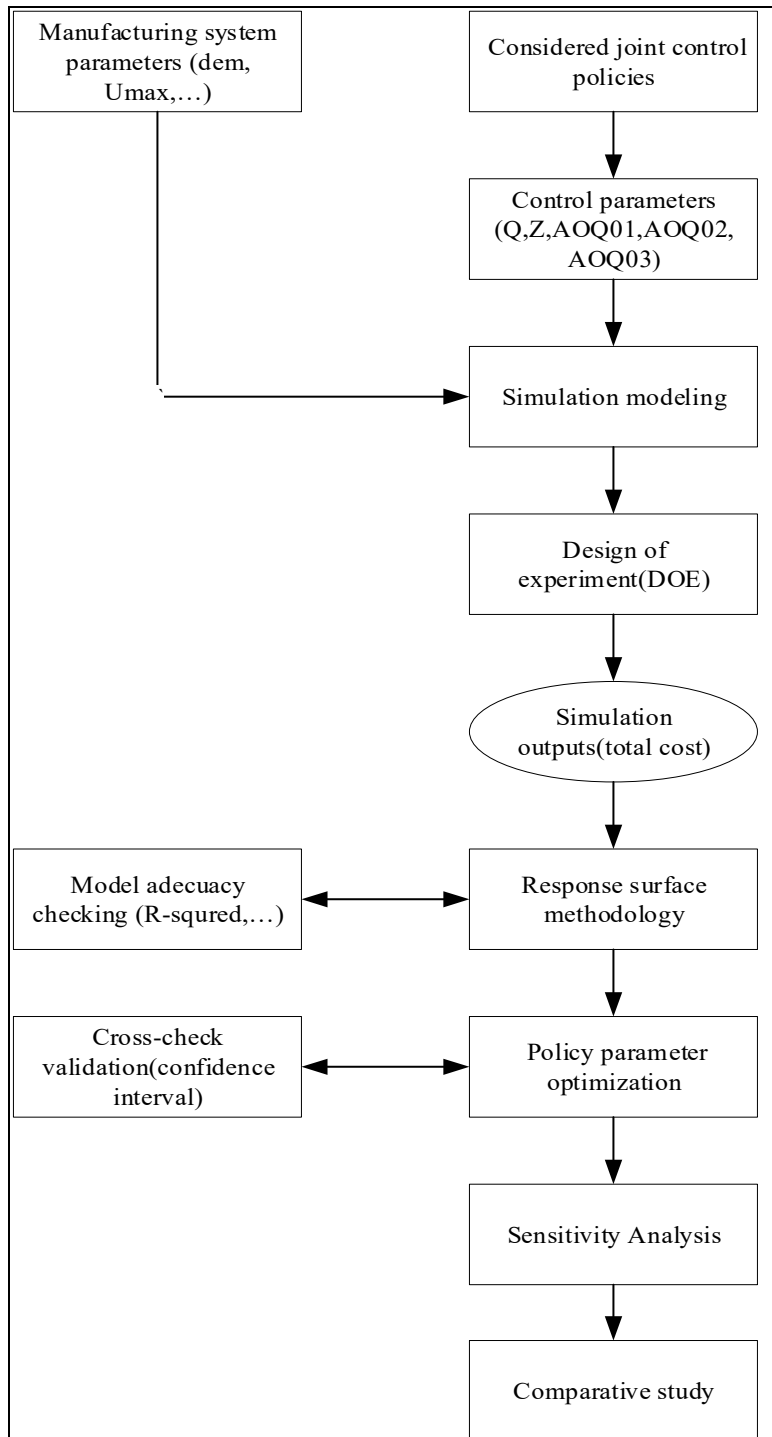 Manufacturing system
parameters (dem,
Umax,…)
Considered joint control
policies
Control parameters
(Q,Z,AOQ01,AOQ02,
AOQ03)
Simulation modeling
Design of
experiment(DOE)
Simulation
outputs(total cost)
Model adecuacy
checking (R-squred,…)
Response surface
methodology
Cross-check
validation(confidence
interval)
Policy parameter
optimization
Sensitivity Analysis
Comparative study